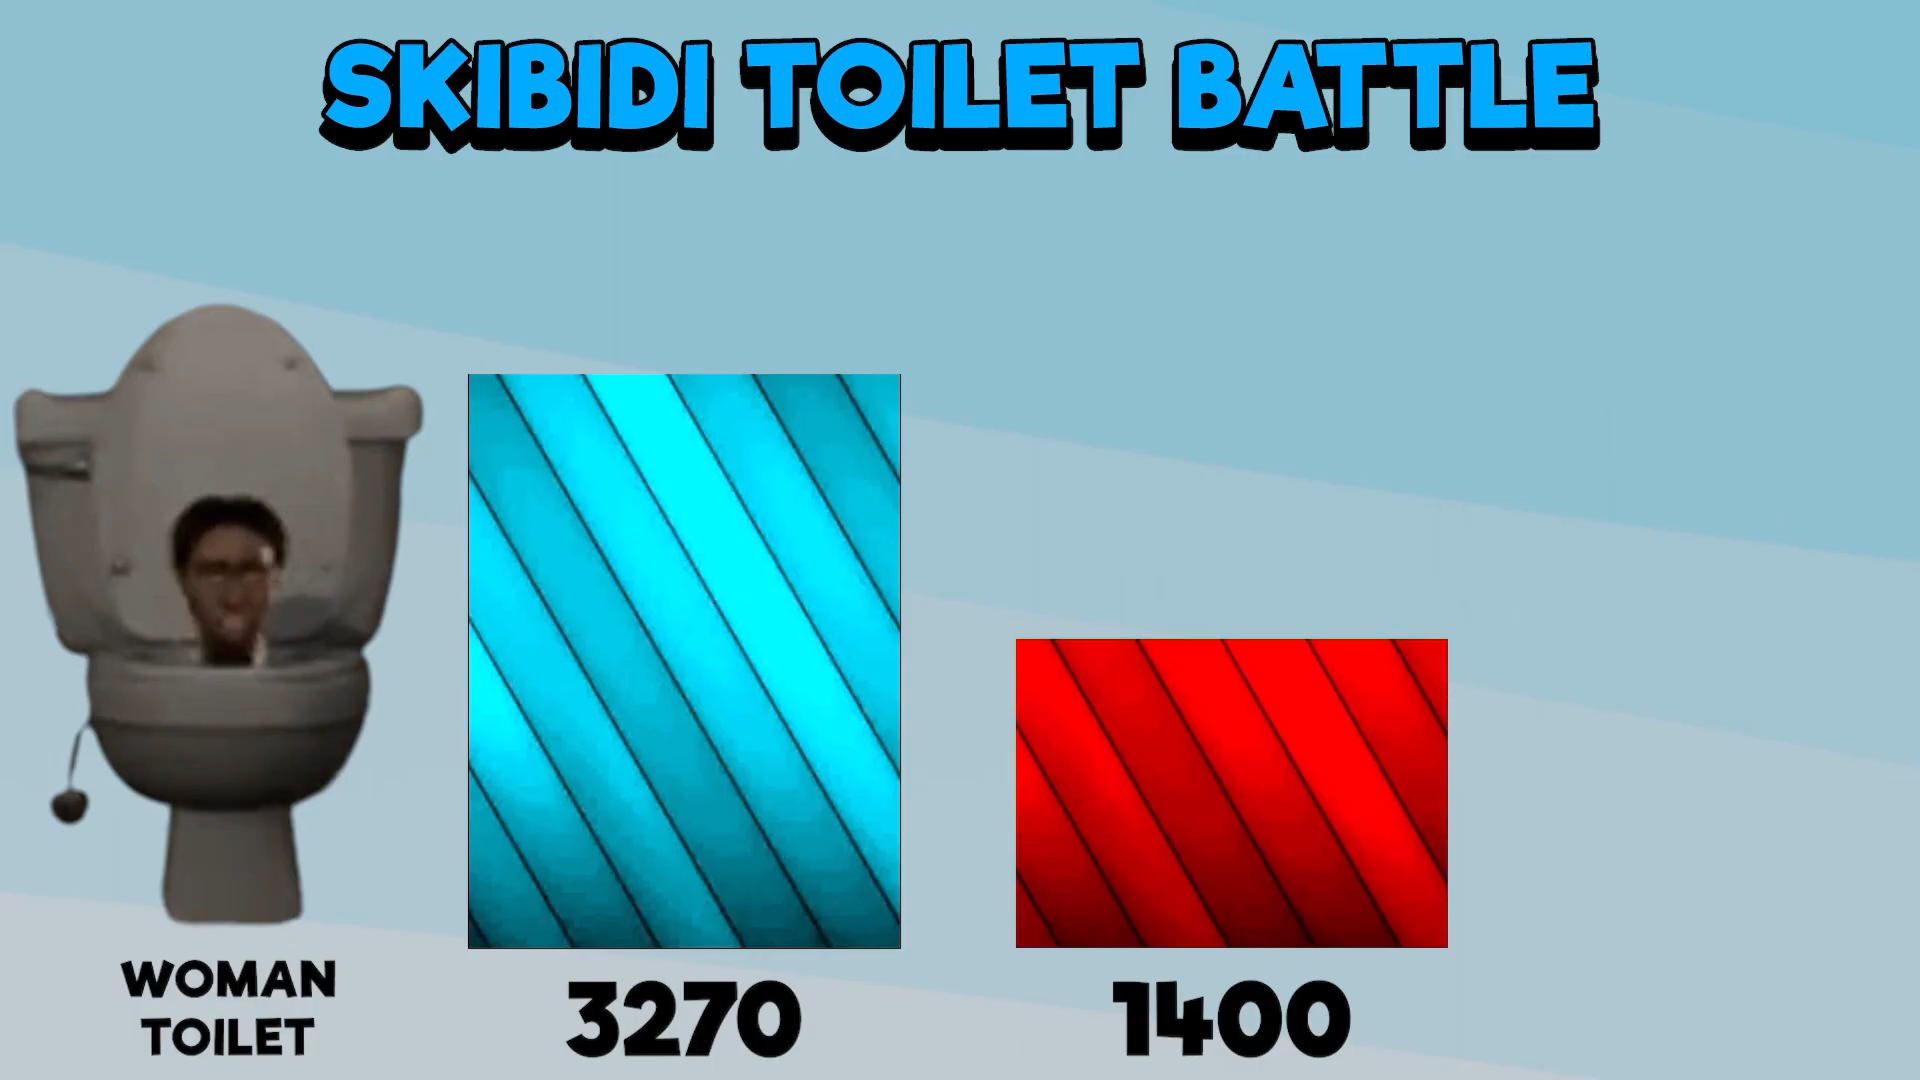 SKIBIDI TOILET BATTLE
WOMAN
TOILET
3270
1400